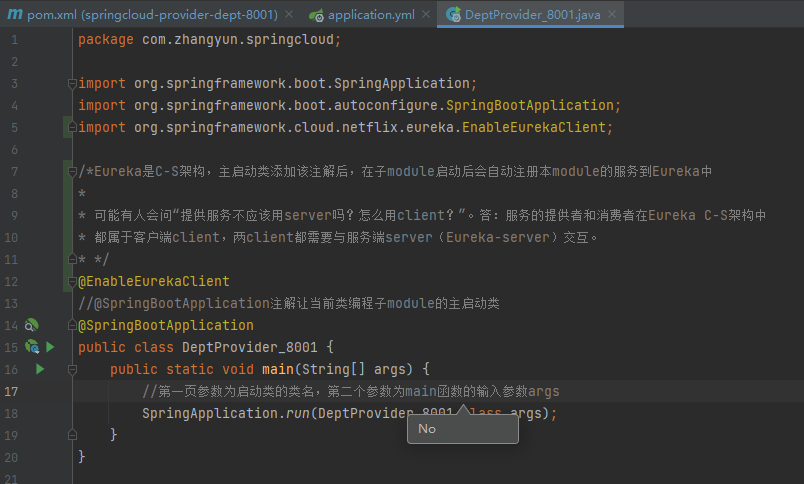 pom.xml (springcloud-provider-dept-8001) application.yml DeptProvider_8001.java
1 package com.zhangyun.springcloud;
2
3 import org.springframework.boot.SpringApplication;
4 import org.springframework.boot.autoconfigure.SpringBootApplication;
5 import org.springframework.cloud.netflix.eureka.EnableEurekaClient;
6
7 /*Eureka是C-S架构，主启动类添加该注解后，在子module启动后会自动注册本module的服务到Eureka中
8 *
9 * 可能有人会问“提供服务不应该用server吗？怎么用client？”。答：服务的提供者和消费者在Eureka C-S架构中
10 * 都属于客户端client，两client都需要与服务端server（Eureka-server）交互。
11 * */
12 @EnableEurekaClient
13 //@SpringBootApplication注解让当前类编程子module的主启动类
14 @SpringBootApplication
15 public class DeptProvider_8001 {
16 public static void main(String[] args) {
17 //第一页参数为启动类的类名，第二个参数为main函数的输入参数args
18 SpringApplication.run(DeptProvider_8001.class,args);
No
19 }
20 }
21